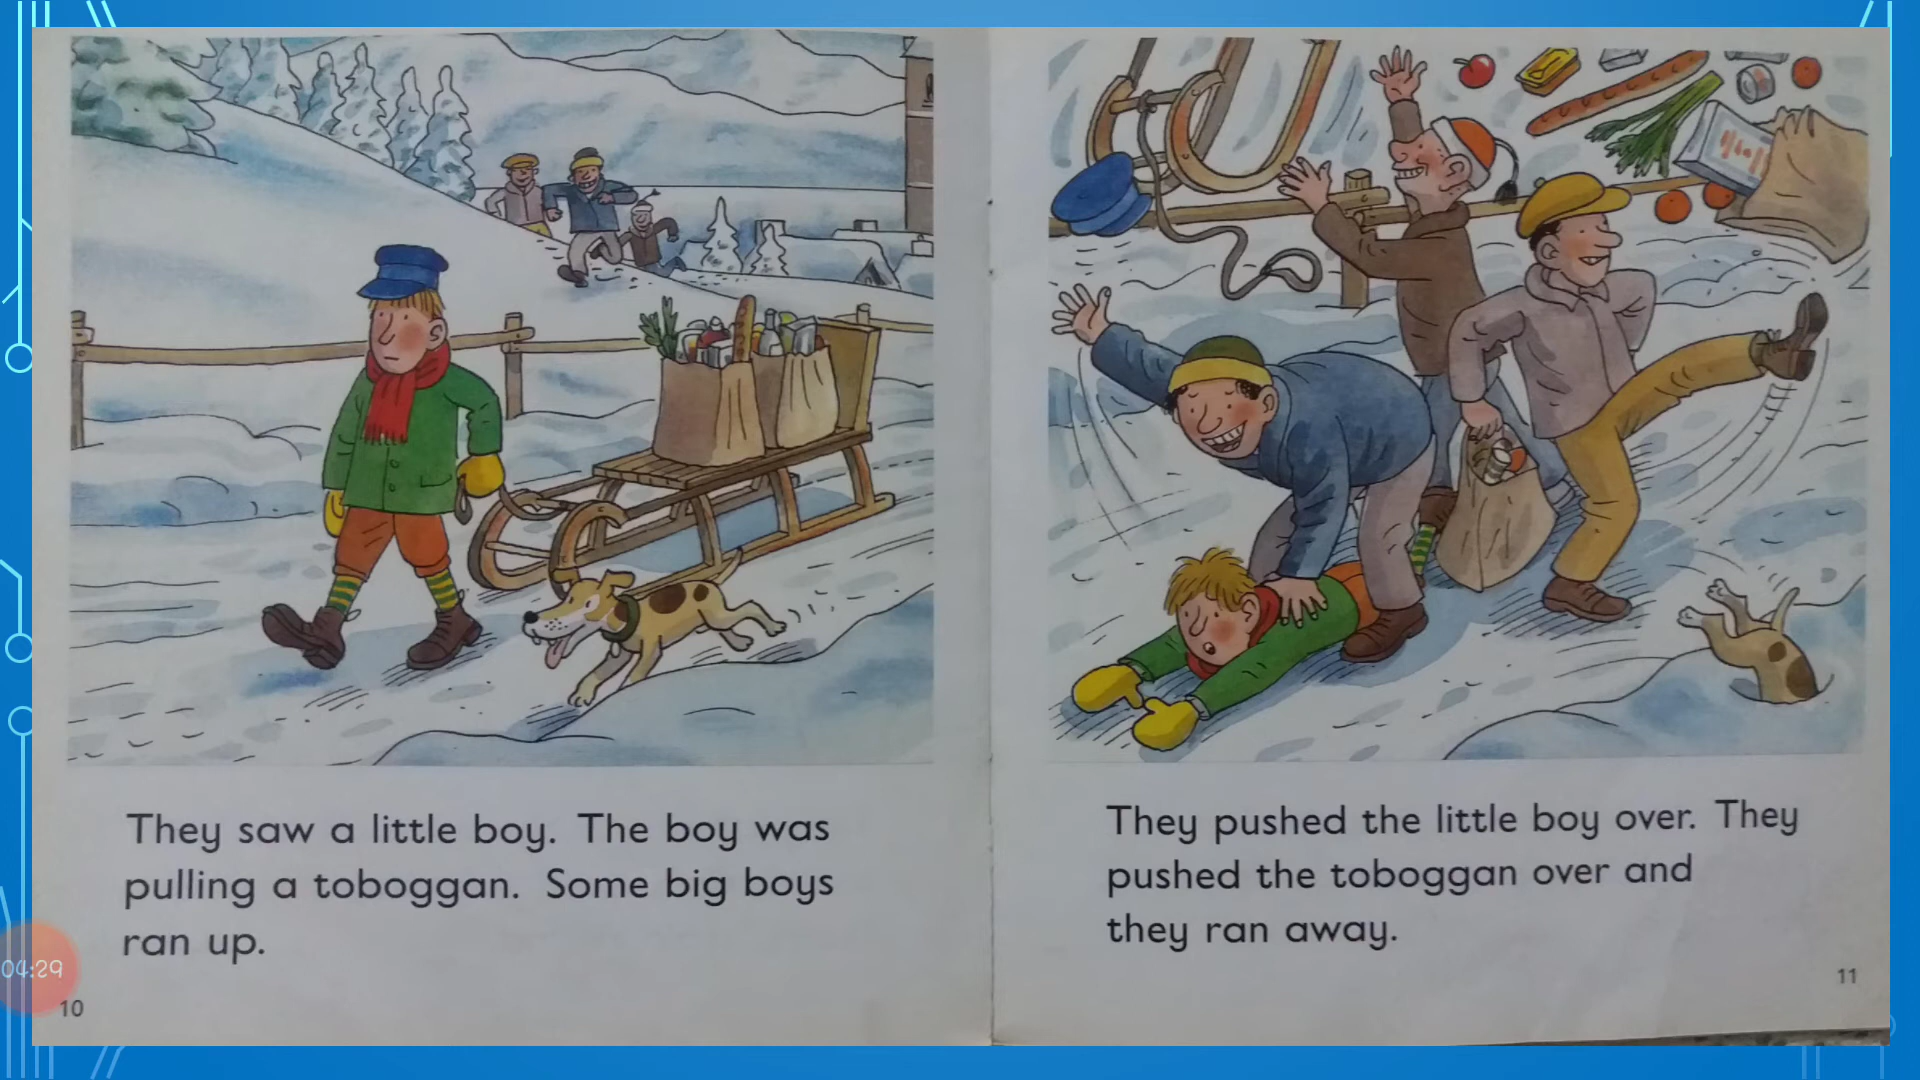 They saw a little boy. The boy was
pulling a toboggan. Some big boys
ran up.
10
They pushed the little boy over. They
pushed the toboggan over and
they ran away.
11
04:29